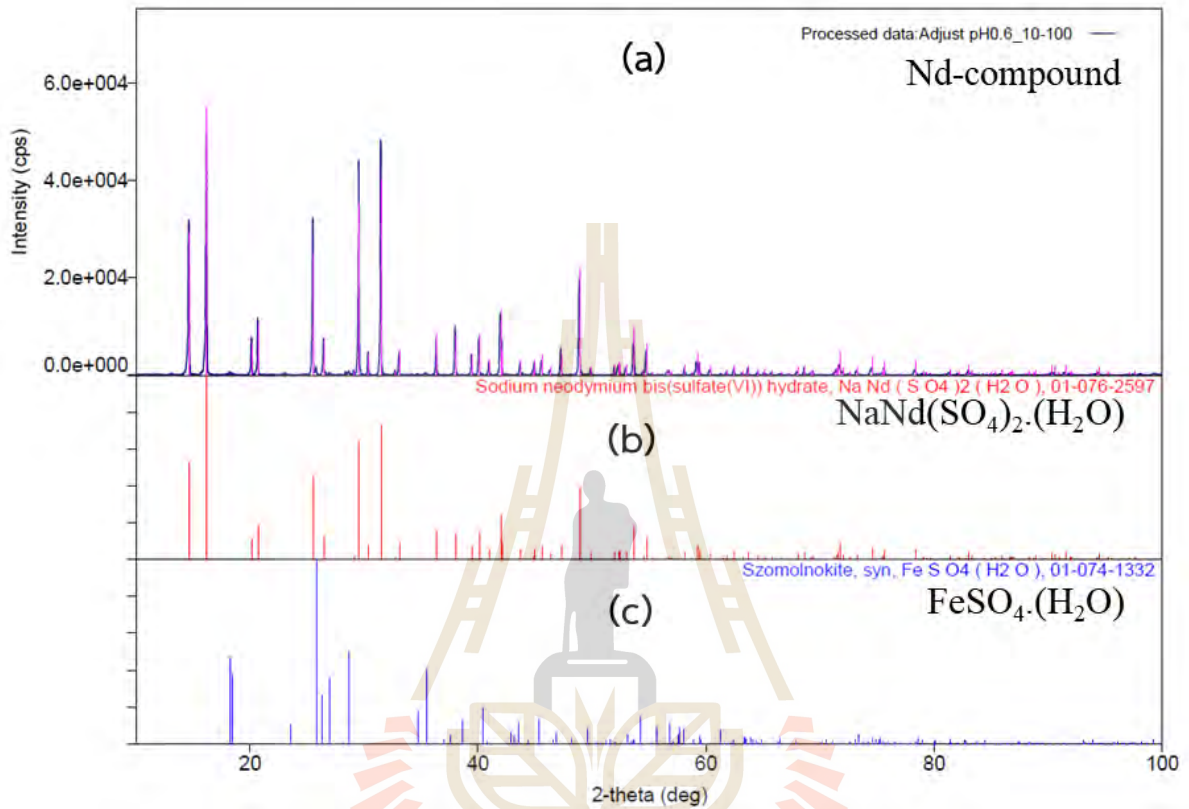 Processed data:Adjust pH0.6_10-100
(a)
Nd-compound
6.0e+004
4.0e+004
2.0e+004
0.0e+004
Intensity (cps)
Sodium neodymium bis(sulfate(VI)) hydrate, Na Nd ( S O4 )2 ( H2 O ), 01-076-2597
NaNd(SO₄)₂.(H₂O)
(b)
Szomolnokite, syn, Fe S O4 ( H2 O ), 01-074-1332
FeSO₄.(H₂O)
(c)
20 40 60 80 100
2-theta (deg)